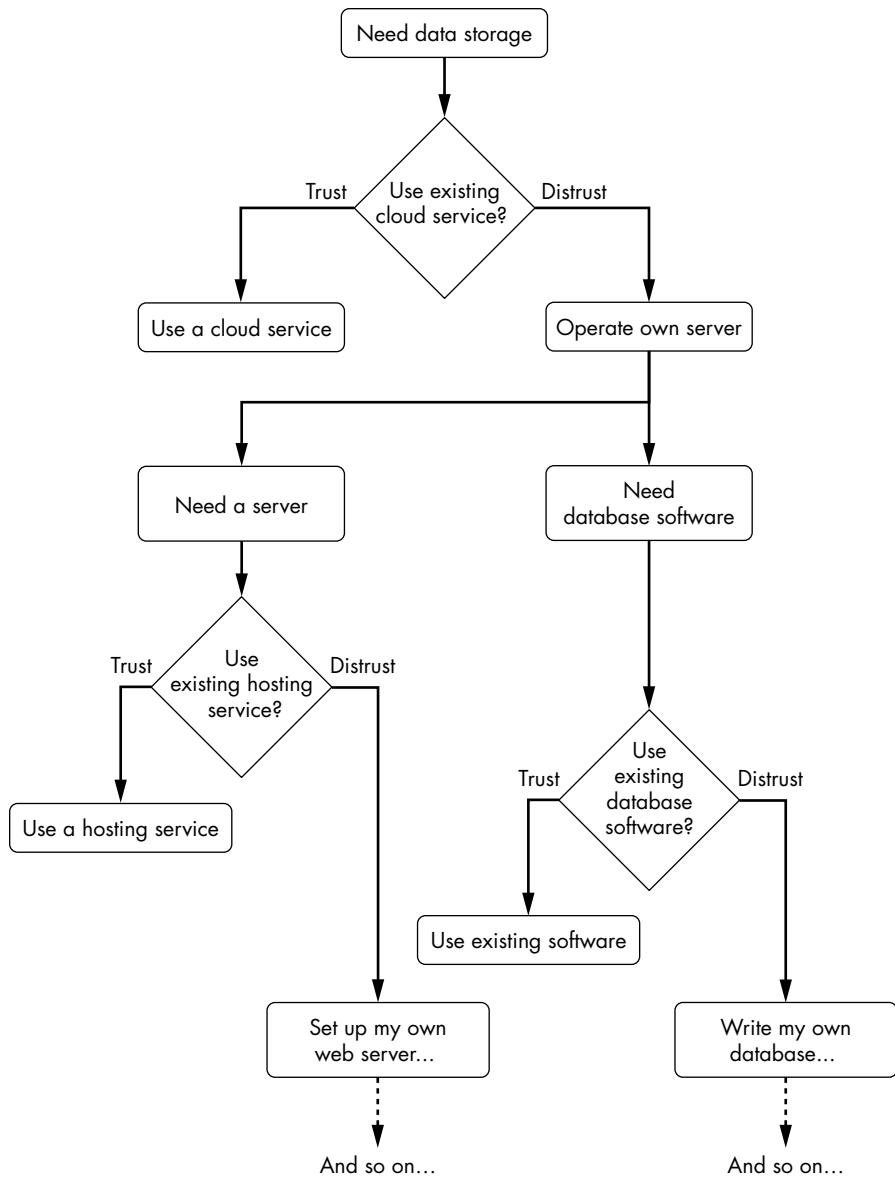 Need data storage
Trust
Use existing
cloud service?
Distrust
Use a cloud service
Operate own server
Need a server
Need
database software
Trust
Use
existing hosting
service?
Distrust
Use a hosting service
Trust
Use
existing
database
software?
Distrust
Use existing software
Set up my own
web server...
Write my own
database...
And so on...
And so on...